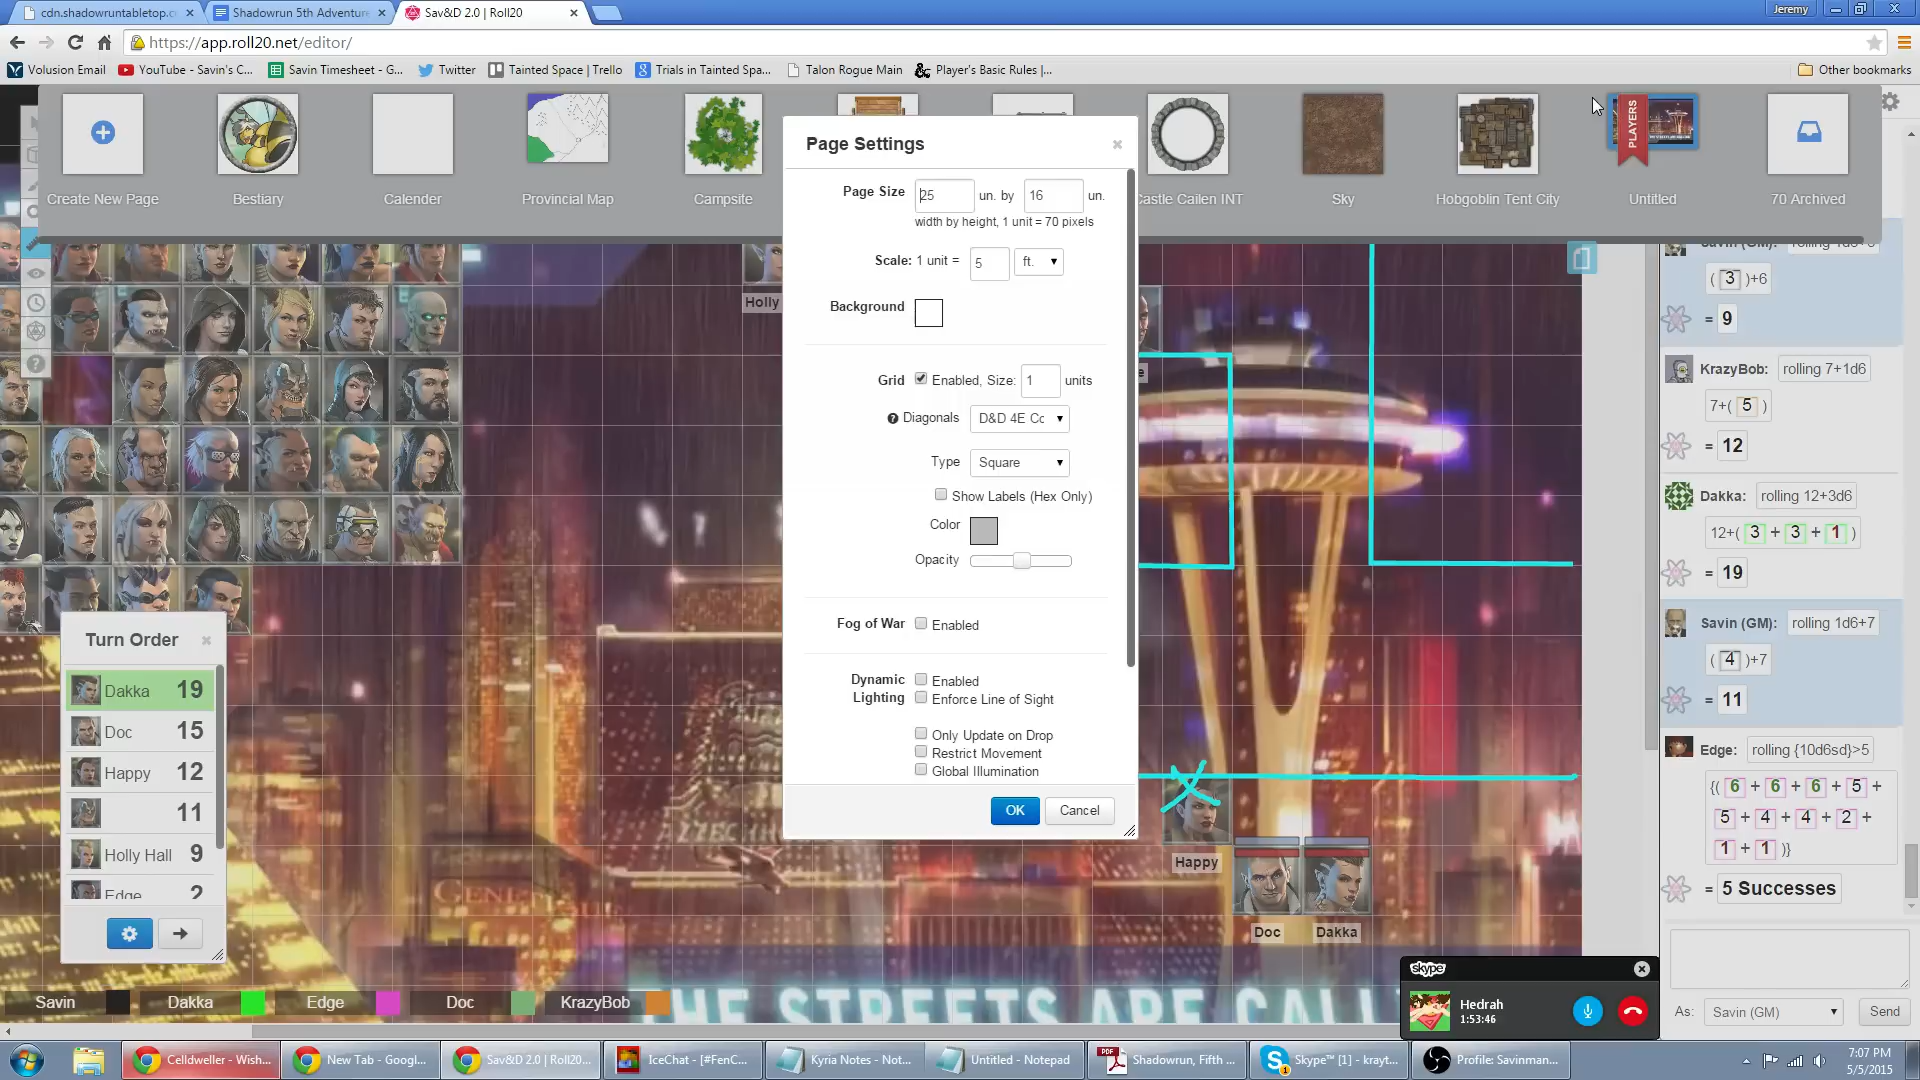 cdn.shadowruntabletop.c
Shadowrun 5th Adventure
Sav&D 2.0 | Roll20
Jeremy
https://app.roll20.net/editor/
Volusion Email
YouTube - Savin's C...
Savin Timesheet - G...
Twitter
Tainted Space | Trello
Trials in Tainted Spa...
Talon Rogue Main
Player's Basic Rules |...
Other bookmarks
Create New Page
Bestiary
Calender
Provincial Map
Campsite
Castle Cailen INT
Sky
Hobgoblin Tent City
PLAYERS
Untitled
70 Archived
Page Settings
Page Size 25 un. by 16 un.
width by height, 1 unit = 70 pixels
Scale: 1 unit = 5 ft.
Background
Grid Enabled, Size: 1 units
Diagonals D&D 4E Cc
Type Square
Show Labels (Hex Only)
Color
Opacity
Fog of War Enabled
Dynamic Lighting
Enabled
Enforce Line of Sight
Only Update on Drop
Restrict Movement
Global Illumination
OK
Cancel
Holly
Turn Order
Dakka 19
Doc 15
Happy 12
11
Holly Hall 9
Edge 2
Happy
Doc
Dakka
AZTECHN
GENE
THE STREETS ARE CALLI
Savin (GM):
(3)+6
= 9
KrazyBob: rolling 7+1d6
7+(5)
= 12
Dakka: rolling 12+3d6
12+(3+3+1)
= 19
Savin (GM): rolling 1d6+7
(4)+7
= 11
Edge: rolling {10d6sd}>5
{(6+6+6+5+
5+4+4+2+
1+1)}
= 5 Successes
As: Savin (GM)
Send
skype
Hedrah
1:53:46
Savin
Dakka
Edge
Doc
KrazyBob
Celldweller - Wish...
New Tab - Googl...
Sav&D 2.0 | Roll20...
IceChat - [#FenC...
Kyria Notes - Not...
Untitled - Notepad
Shadowrun, Fifth ...
Skype™ [1] - krayt...
Profile: Savinman...
7:07 PM
5/5/2015